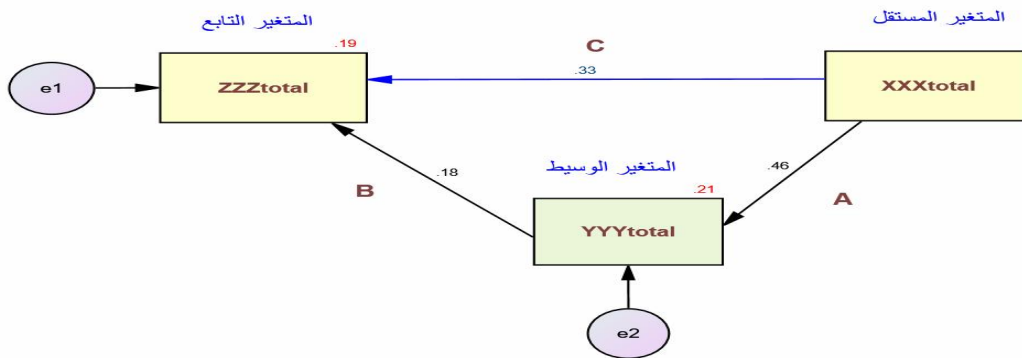 المتغير المستقل
المتغير التابع
.19
C
e1
ZZZtotal
.33
XXXtotal
المتغير الوسيط
.18
.46
B
.21
A
YYYtotal
e2